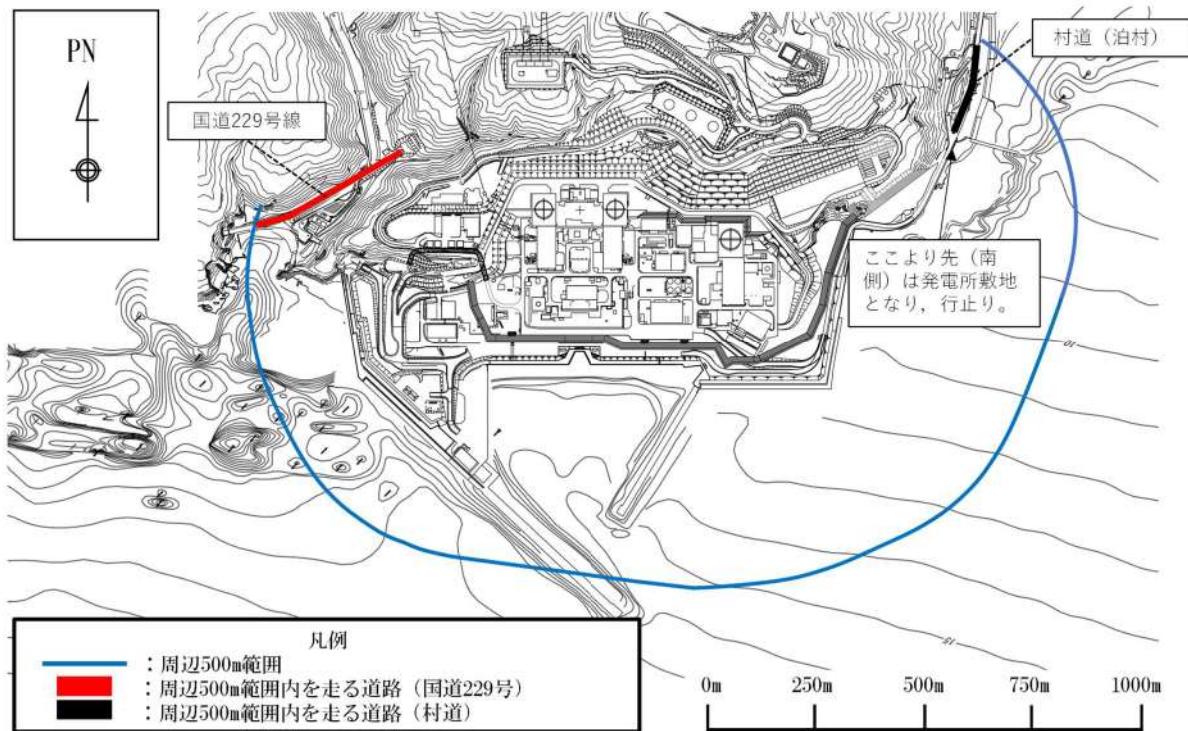 PN
村道（泊村）
国道229号線
ここより先（南
側）は発電所敷地
となり，行止り。
10
15
凡例
：周辺500m範囲
：周辺500m範囲内を走る道路（国道229号）
：周辺500m範囲内を走る道路（村道）
0m 250m 500m 750m 1000m